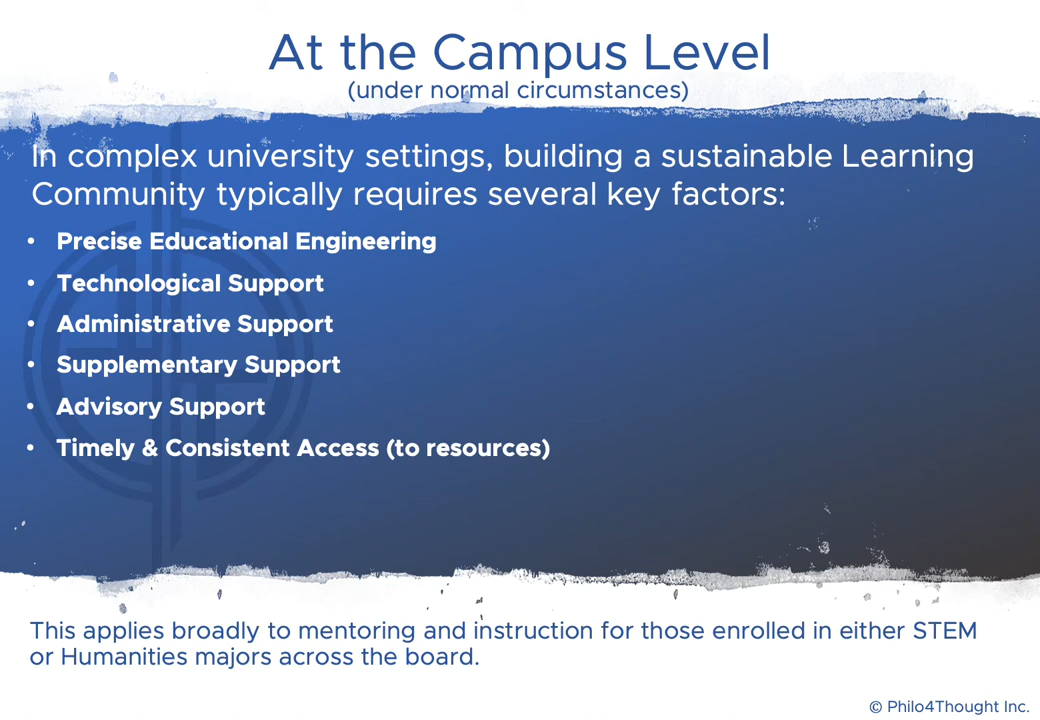 At the Campus Level
(under normal circumstances)
In complex university settings, building a sustainable Learning
Community typically requires several key factors:
• Precise Educational Engineering
• Technological Support
• Administrative Support
• Supplementary Support
• Advisory Support
• Timely & Consistent Access (to resources)
This applies broadly to mentoring and instruction for those enrolled in either STEM
or Humanities majors across the board.
© Philo4Thought Inc.